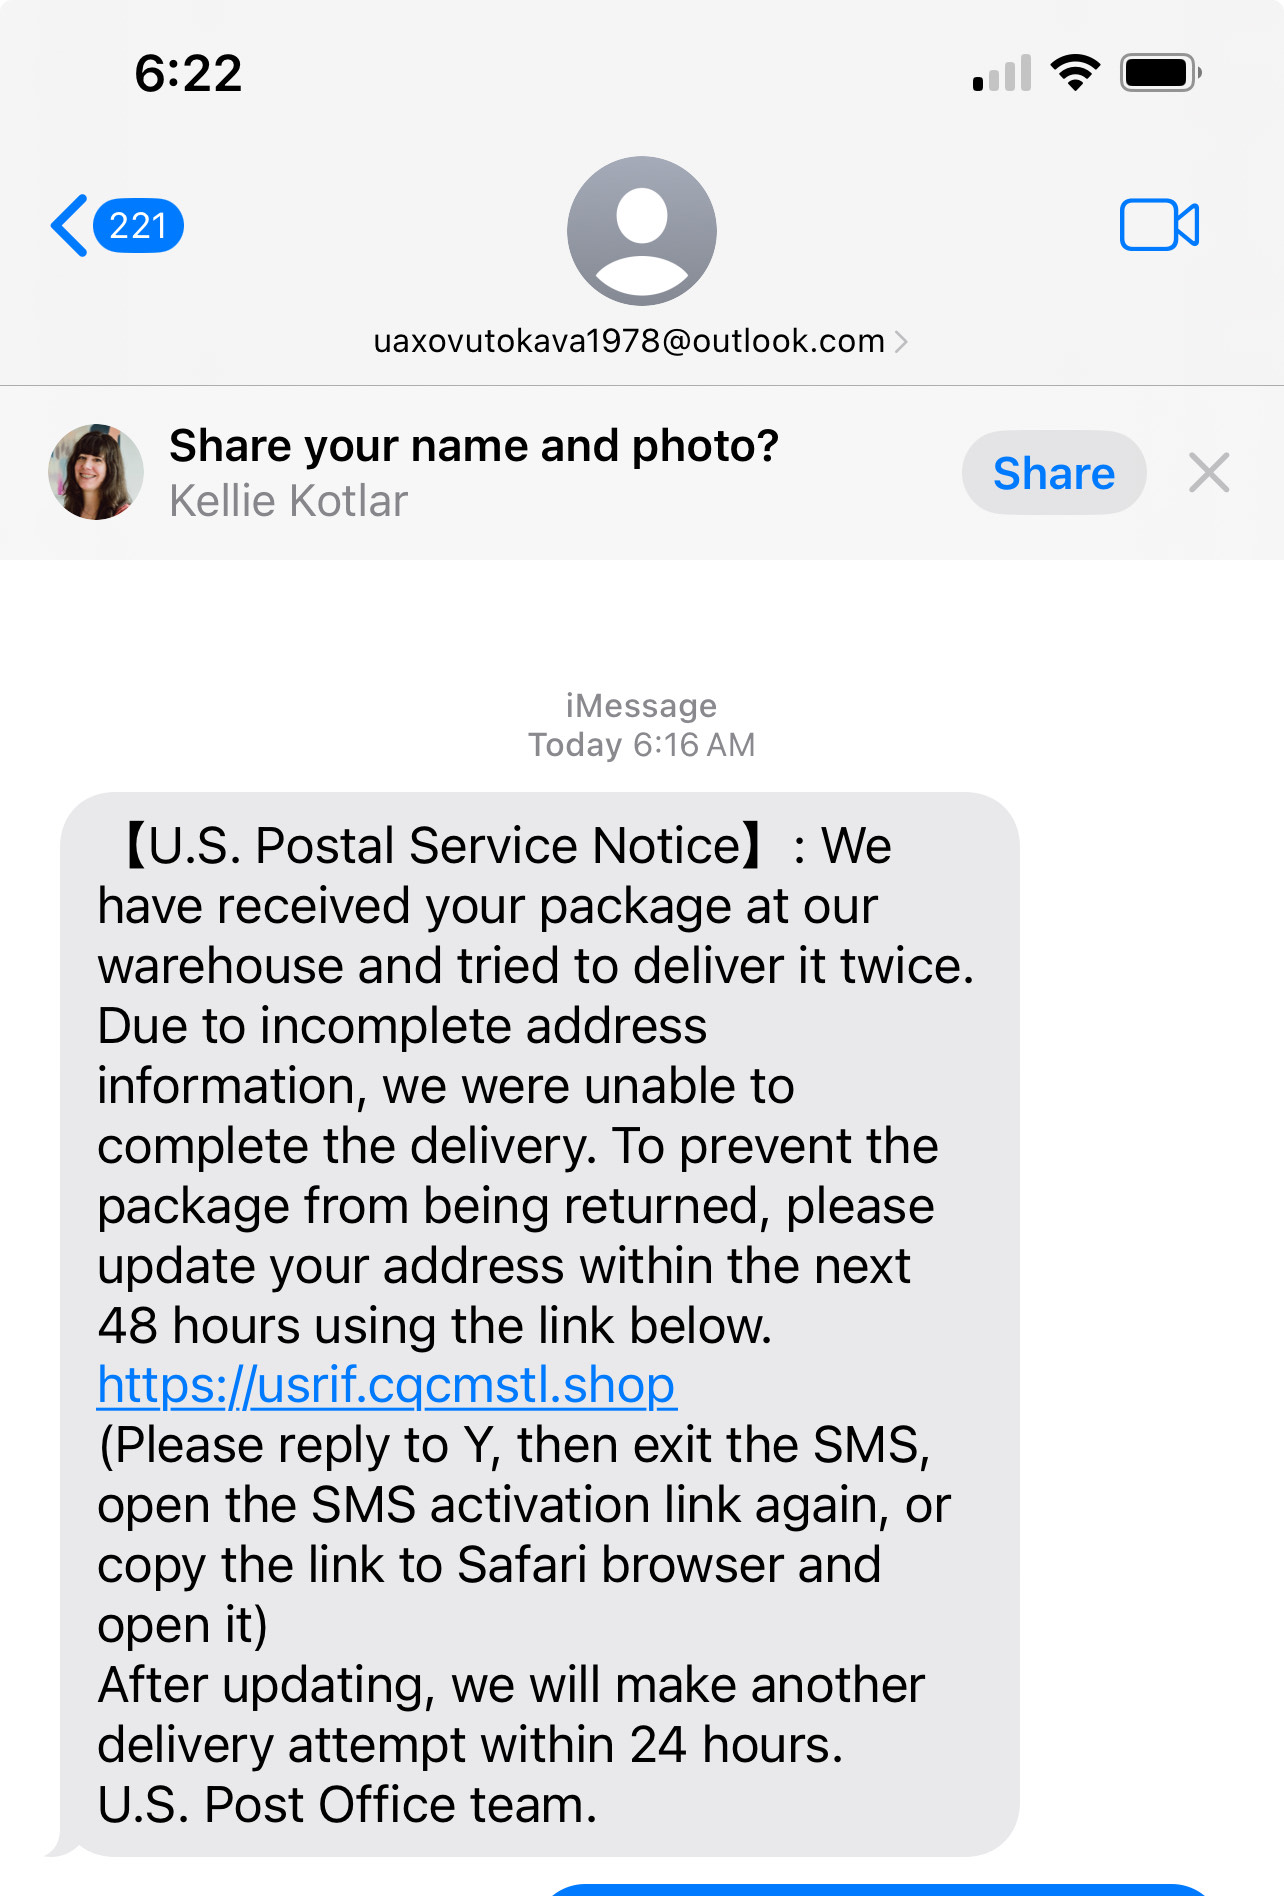 6:22
221
uaxovutokava1978@outlook.com
Share your name and photo?
Kellie Kotlar
Share
iMessage
Today 6:16 AM
【U.S. Postal Service Notice】 : We
have received your package at our
warehouse and tried to deliver it twice.
Due to incomplete address
information, we were unable to
complete the delivery. To prevent the
package from being returned, please
update your address within the next
48 hours using the link below.
https://usrif.cqcmstl.shop
(Please reply to Y, then exit the SMS,
open the SMS activation link again, or
copy the link to Safari browser and
open it)
After updating, we will make another
delivery attempt within 24 hours.
U.S. Post Office team.